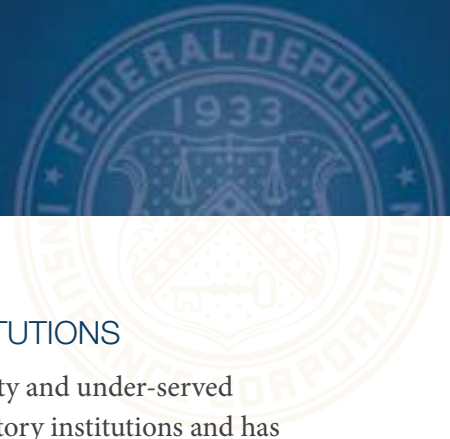 FEDERAL DEPOSIT
1933
INSURANCE CORPORATION
TUTIONS
ty and under-served
tory institutions and has